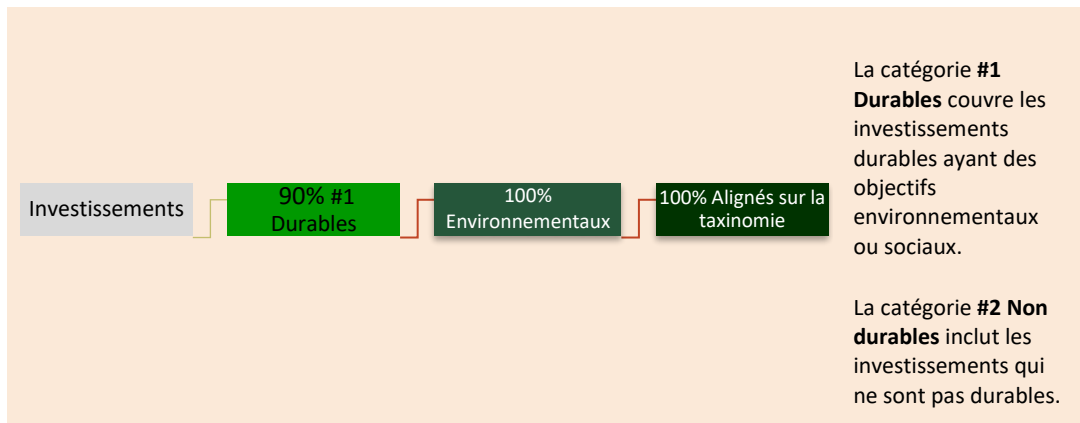 Investissements
90% #1
Durables
100%
Environnementaux
100% Alignés sur la
taxinomie
La catégorie #1
Durables couvre les
investissements
durables ayant des
objectifs
environnementaux
ou sociaux.
La catégorie #2 Non
durables inclut les
investissements qui
ne sont pas durables.